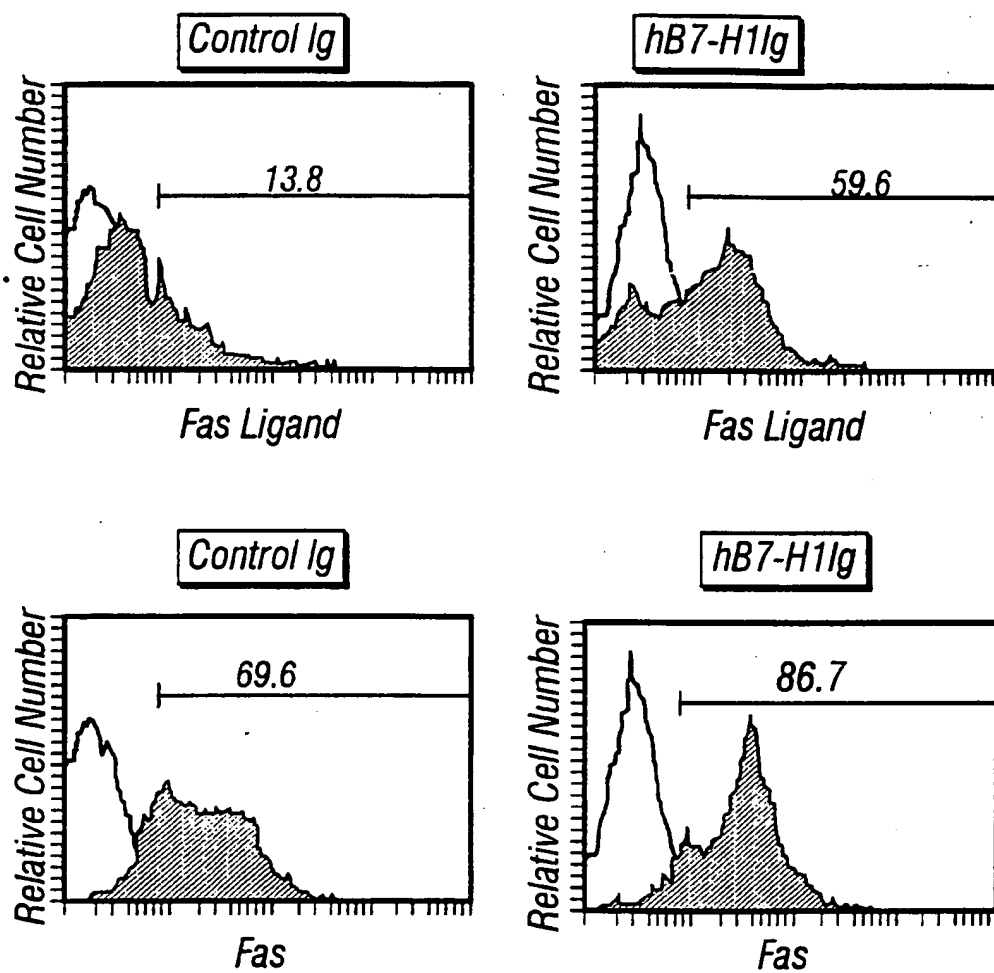 Control Ig
hB7-H1Ig
Relative Cell Number
13.8
Fas Ligand
Relative Cell Number
59.6
Fas Ligand
Control Ig
hB7-H1Ig
Relative Cell Number
69.6
Fas
Relative Cell Number
86.7
Fas